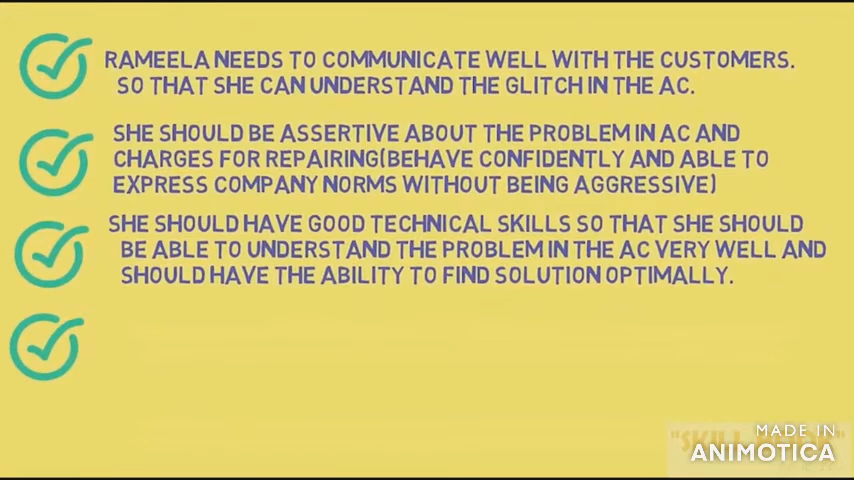 RAMEELA NEEDS TO COMMUNICATE WELL WITH THE CUSTOMERS.
SO THAT SHE CAN UNDERSTAND THE GLITCH IN THE AC.
SHE SHOULD BE ASSERTIVE ABOUT THE PROBLEM IN AC AND
CHARGES FOR REPAIRING(BEHAVE CONFIDENTLY AND ABLE TO
EXPRESS COMPANY NORMS WITHOUT BEING AGGRESSIVE)
SHE SHOULD HAVE GOOD TECHNICAL SKILLS SO THAT SHE SHOULD
BE ABLE TO UNDERSTAND THE PROBLEM IN THE AC VERY WELL AND
SHOULD HAVE THE ABILITY TO FIND SOLUTION OPTIMALLY.
MADE IN
ANIMOTICA